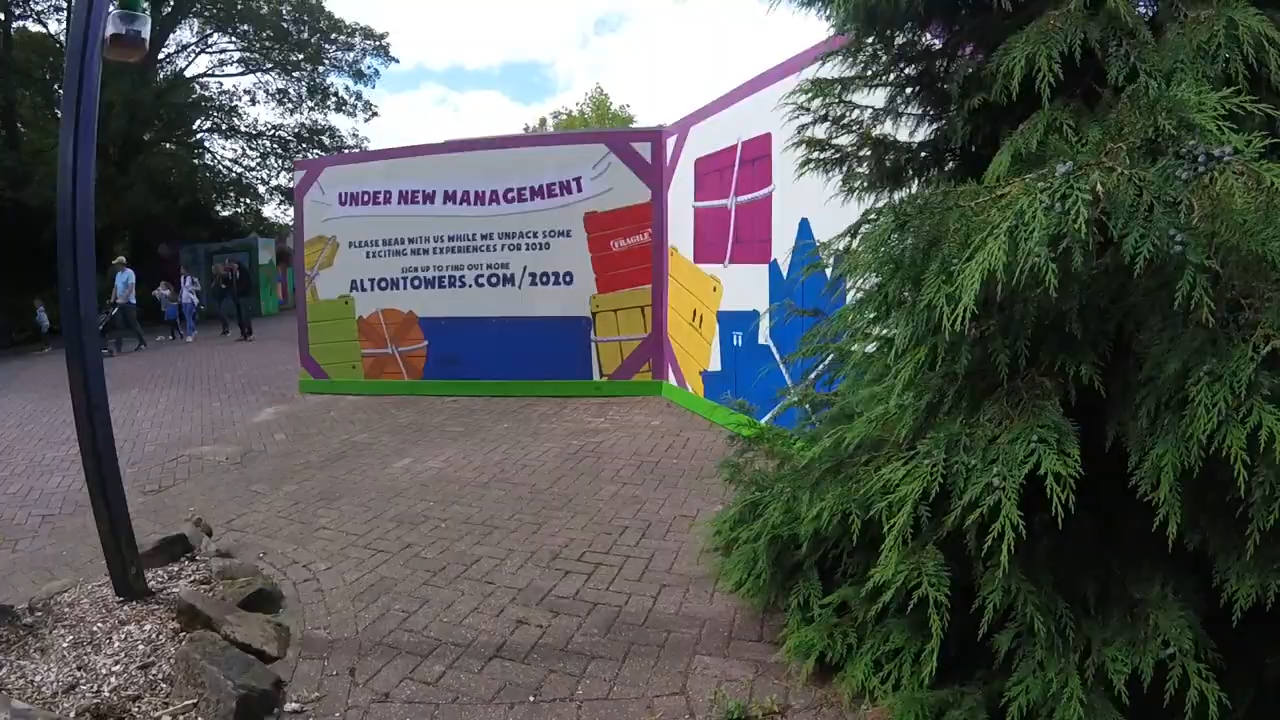 UNDER NEW MANAGEMENT
PLEASE BEAR WITH US WHILE WE UNPACK SOME
EXCITING NEW EXPERIENCES FOR 2020
SIGN UP TO FIND OUT MORE
ALTONTOWERS.COM/2020
FRAGILE